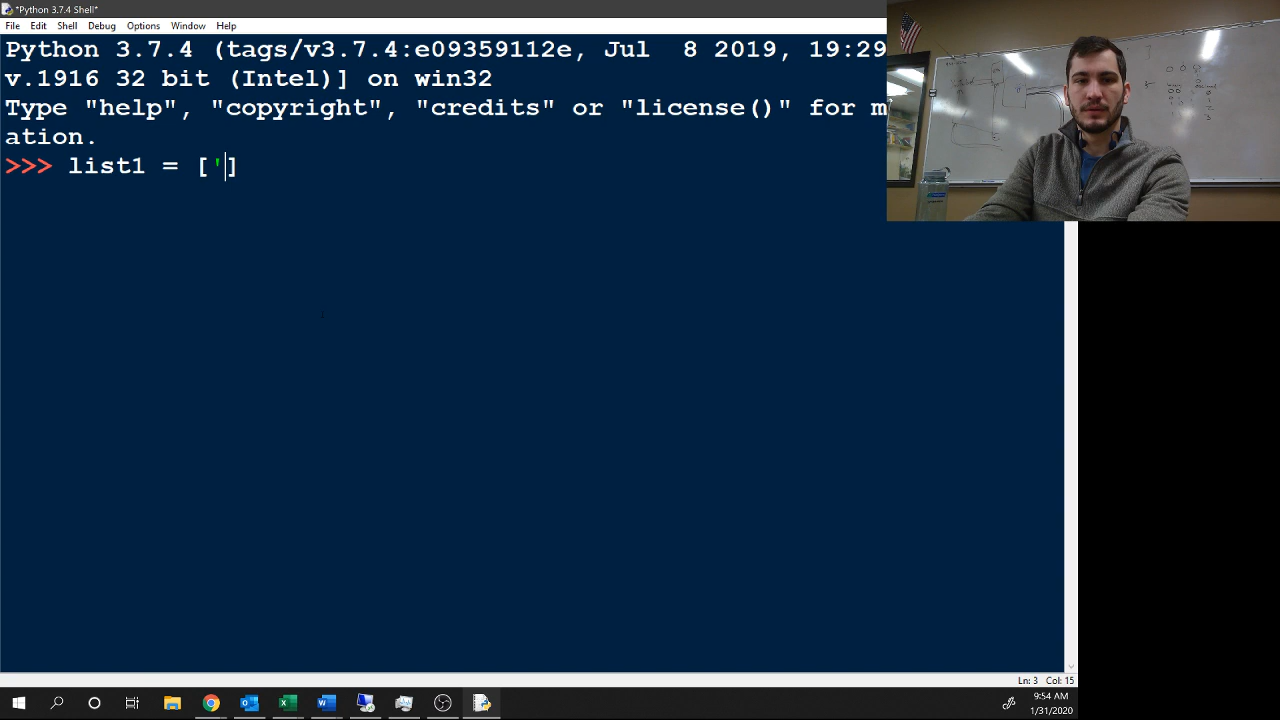 *Python 3.7.4 Shell*
File Edit Shell Debug Options Window Help
Python 3.7.4 (tags/v3.7.4:e09359112e, Jul  8 2019, 19:29
v.1916 32 bit (Intel)] on win32
Type "help", "copyright", "credits" or "license()" for m
ation.
>>> list1 = [']
Ln: 3 Col: 15
9:54 AM
1/31/2020